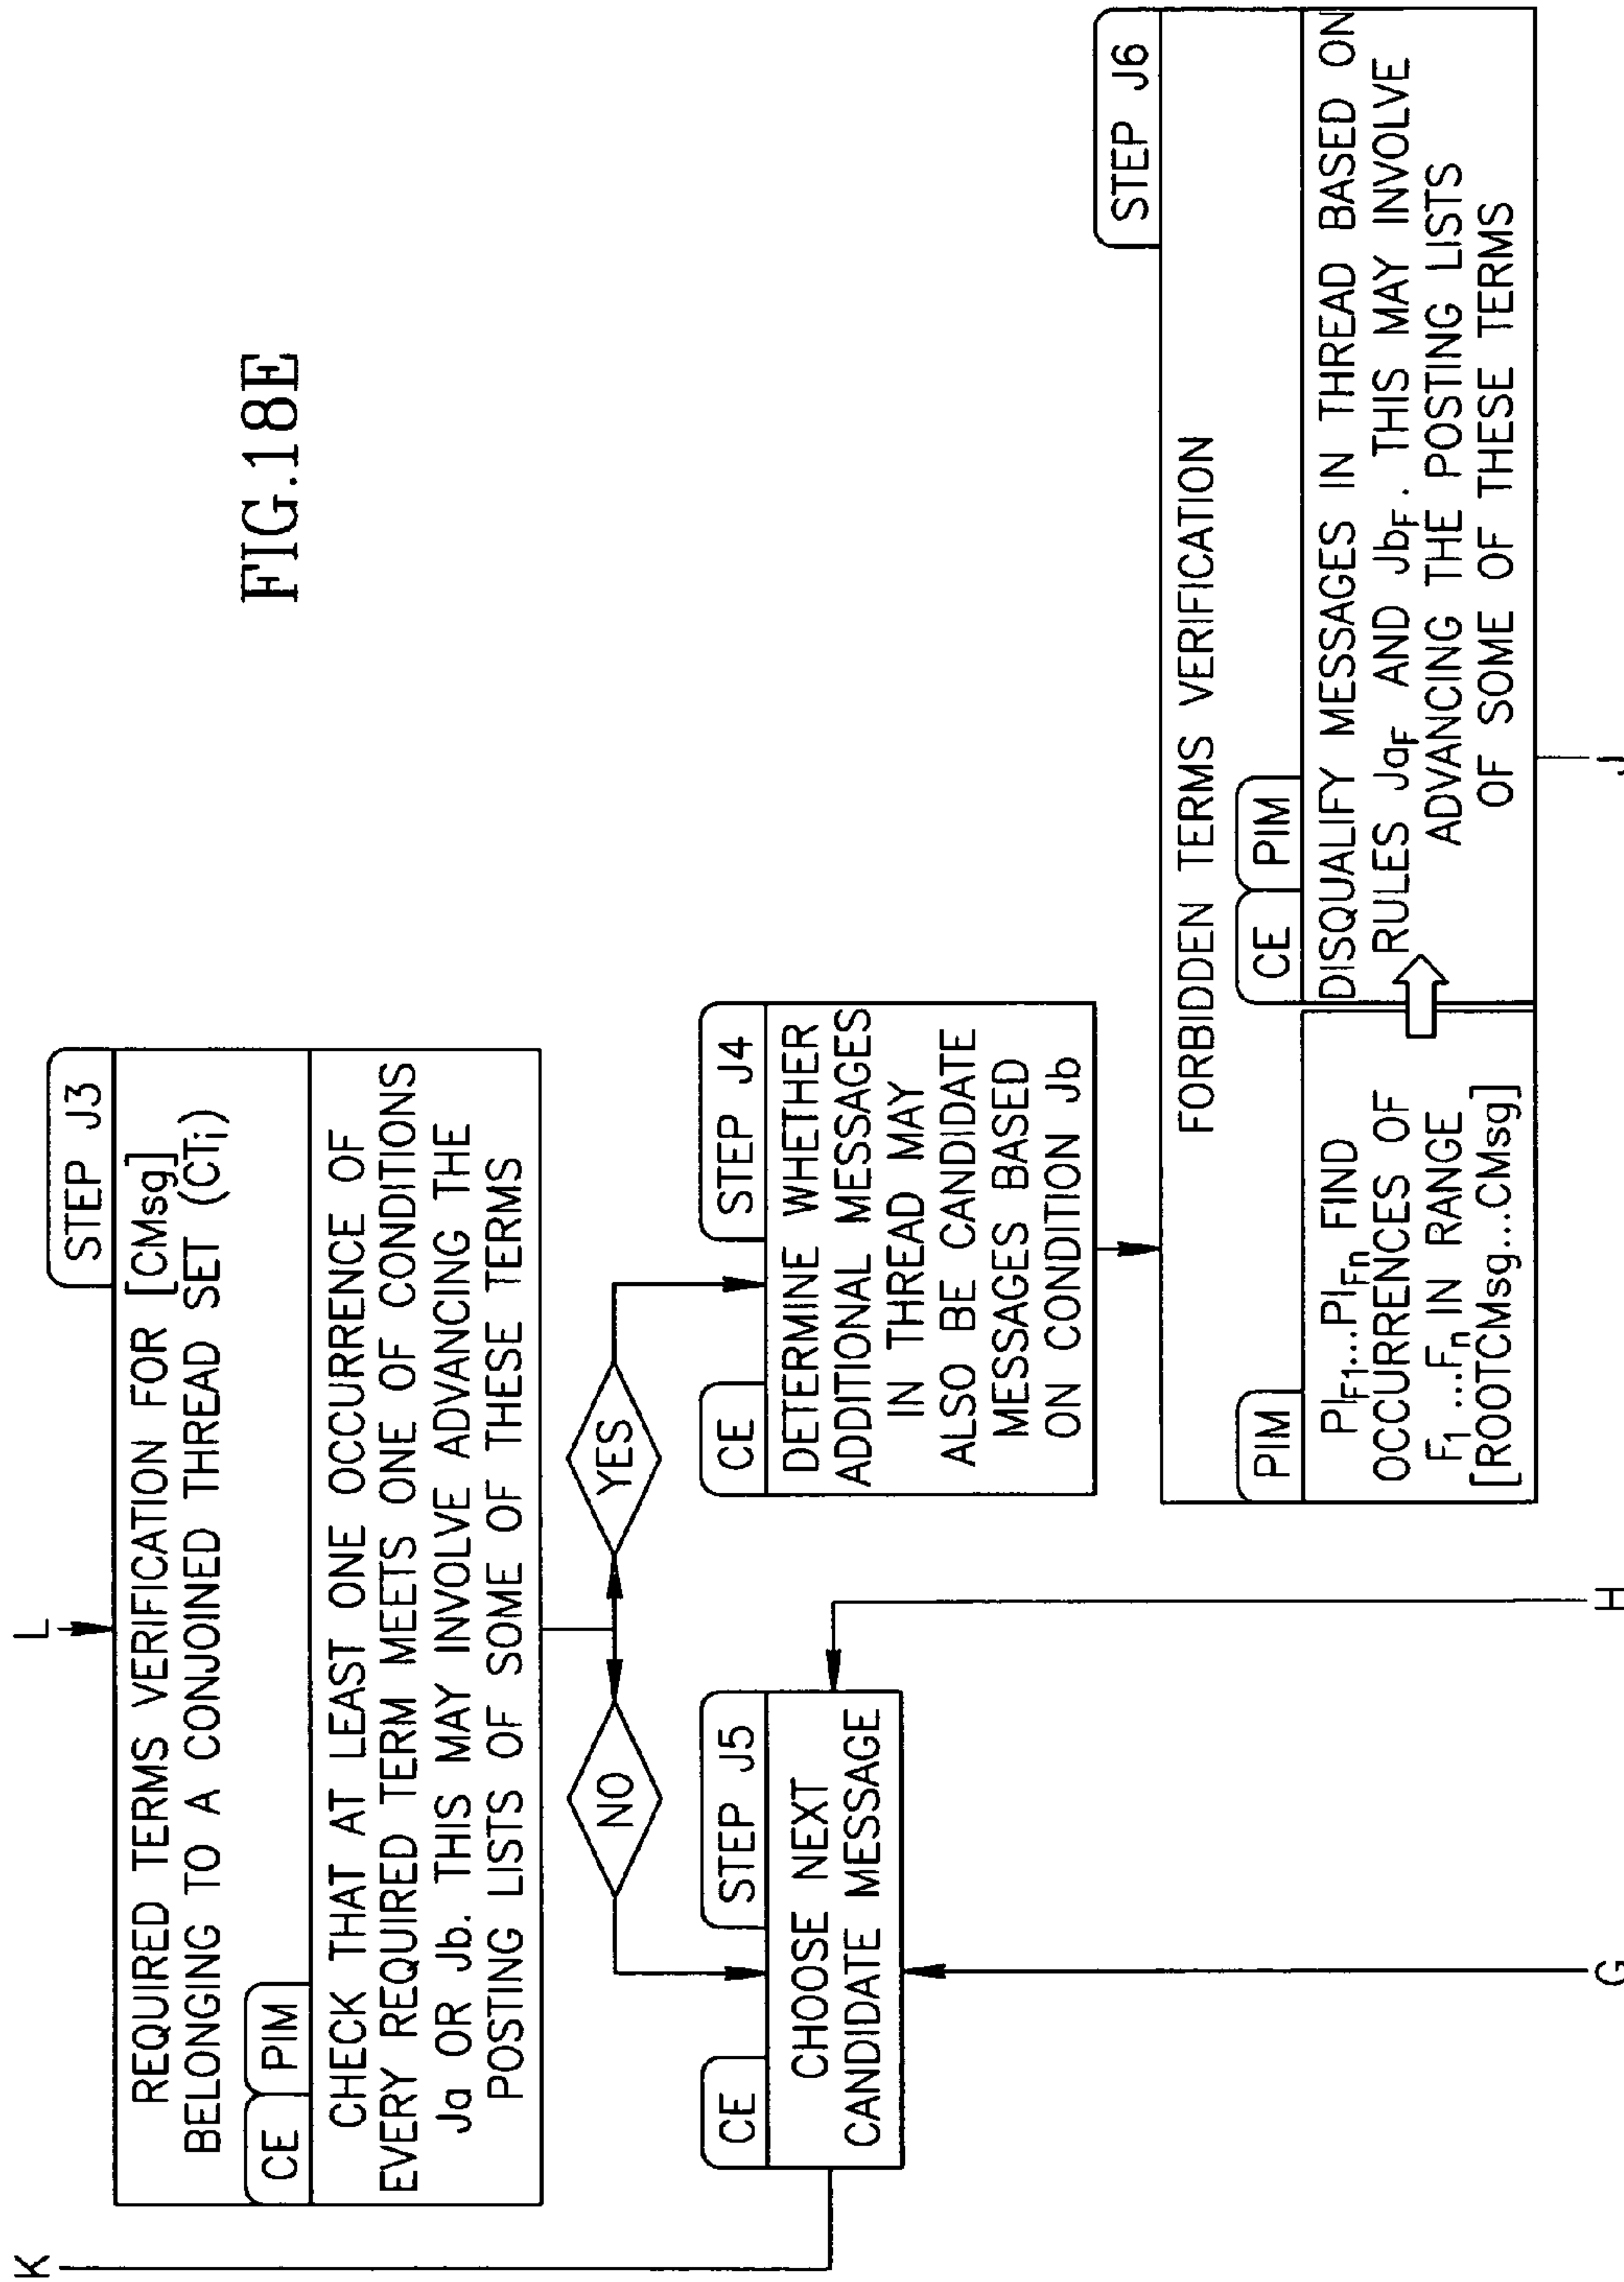 FIG.18E
K
L
STEP J3
REQUIRED TERMS VERIFICATION FOR [CMsg]
BELONGING TO A CONJOINED THREAD SET (CTi)
CE
PIM
CHECK THAT AT LEAST ONE OCCURRENCE OF
EVERY REQUIRED TERM MEETS ONE OF CONDITIONS
Ja OR Jb. THIS MAY INVOLVE ADVANCING THE
POSTING LISTS OF SOME OF THESE TERMS
NO
YES
CE
STEP J5
CHOOSE NEXT
CANDIDATE MESSAGE
CE
STEP J4
DETERMINE WHETHER
ADDITIONAL MESSAGES
IN THREAD MAY
ALSO BE CANDIDATE
MESSAGES BASED
ON CONDITION Jb
STEP J6
FORBIDDEN TERMS VERIFICATION
PIM
PIF1...PIFn FIND
OCCURRENCES OF
F1...Fn IN RANGE
[ROOTCMsg...CMsg]
CE
PIM
DISQUALIFY MESSAGES IN THREAD BASED ON
RULES JaF AND JbF. THIS MAY INVOLVE
ADVANCING THE POSTING LISTS
OF SOME OF THESE TERMS
G
H
J